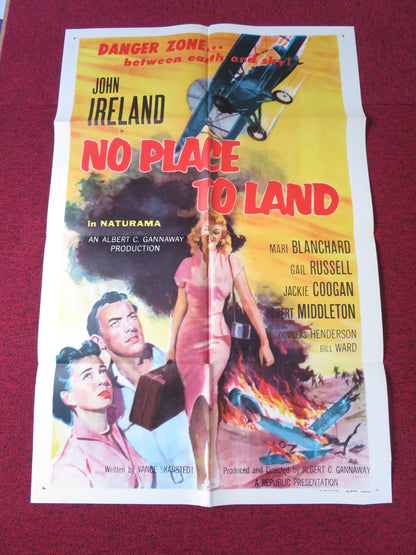 DANGER ZONE...
between earth and sky!
JOHN
IRELAND
in
NO PLACE
TO LAND
in NATURAMA
AN ALBERT C. GANNAWAY
PRODUCTION
MARI BLANCHARD
GAIL RUSSELL
JACKIE COOGAN
ROBERT MIDDLETON
DOUGLAS HENDERSON
BILL WARD
Written by VANCE SKARSTEDT
Produced and Directed by ALBERT C. GANNAWAY
A REPUBLIC PRESENTATION